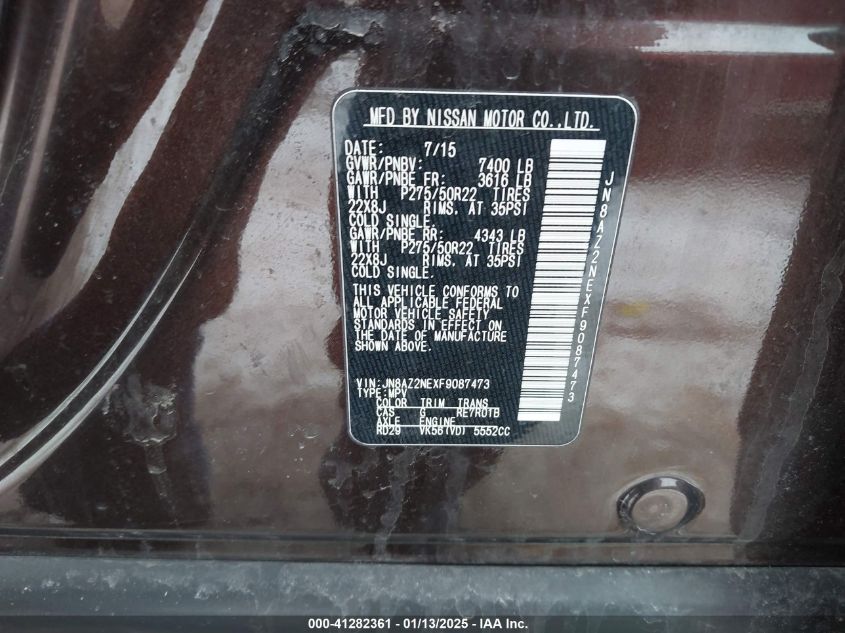 MFD BY NISSAN MOTOR CO.,LTD.
DATE: 7/15
GVWR/PNBV: 7400 LB
GAWR/PNBE FR: 3616 LB
WITH P275/50R22 TIRES
22X8J RIMS. AT 35PSI
COLD SINGLE.
GAWR/PNBE RR: 4343 LB
WITH P275/50R22 TIRES
22X8J RIMS. AT 35PSI
COLD SINGLE.
THIS VEHICLE CONFORMS TO
ALL APPLICABLE FEDERAL
MOTOR VEHICLE SAFETY
STANDARDS IN EFFECT ON
THE DATE OF MANUFACTURE
SHOWN ABOVE.
VIN:JN8AZ2NEXF9087473
TYPE:MPV
COLOR TRIM TRANS
CAS G RE7R01B
AXLE ENGINE
RD29 VK56(VD) 5552CC
JN8AZ2NEXF9087473
000-41282361 - 01/13/2025 - IAA Inc.